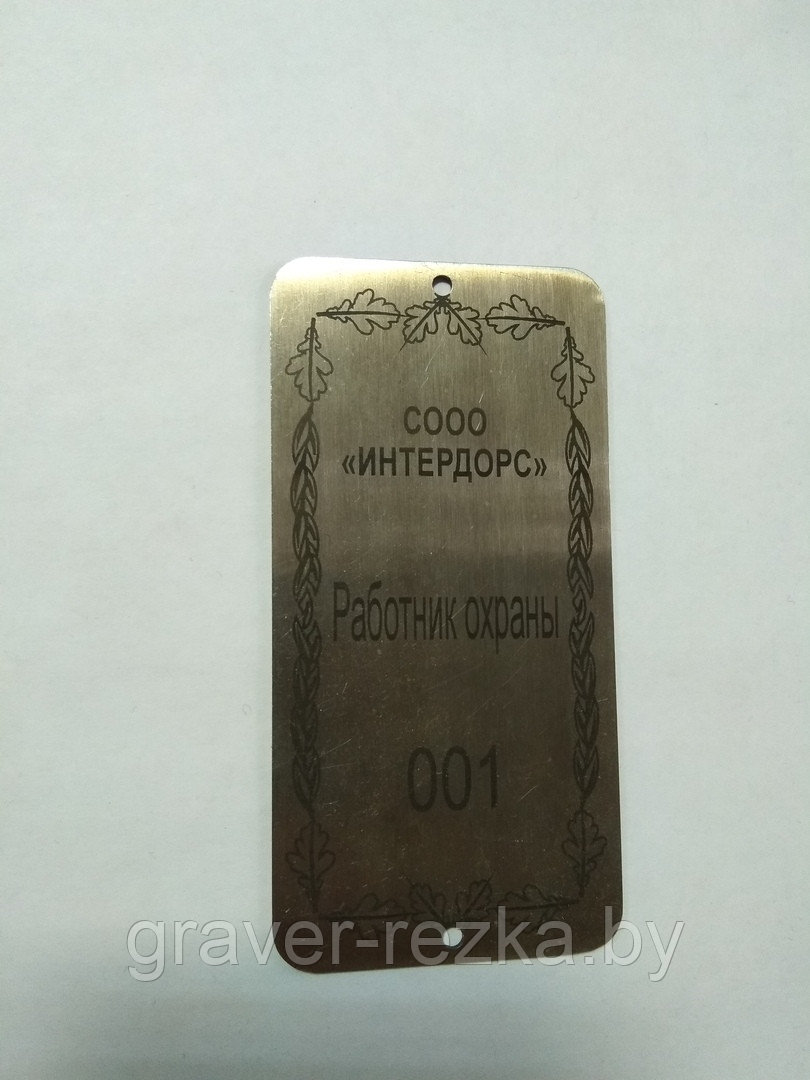 СООО
«ИНТЕРДОРС»
Работник охраны
001
graver-rezka.by